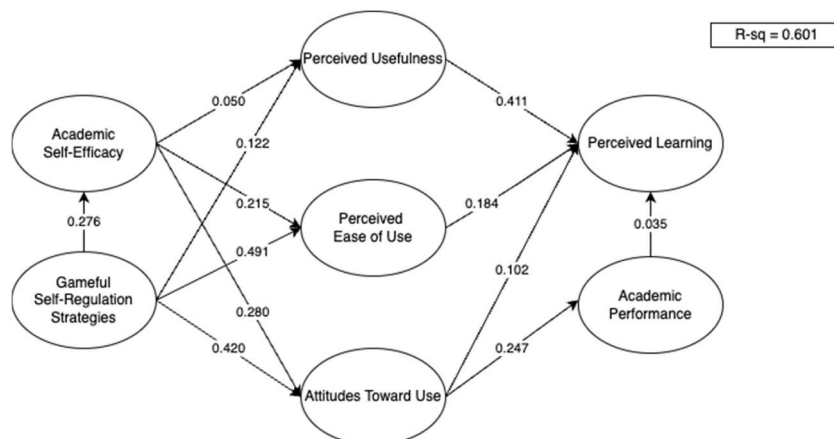 R-sq = 0.601
Perceived Usefulness
0.050
0.411
Academic
Self-Efficacy
0.122
Perceived Learning
0.215
Perceived
Ease of Use
0.184
0.276
0.035
0.491
Gameful
Self-Regulation
Strategies
0.102
Academic
Performance
0.280
0.420
0.247
Attitudes Toward Use